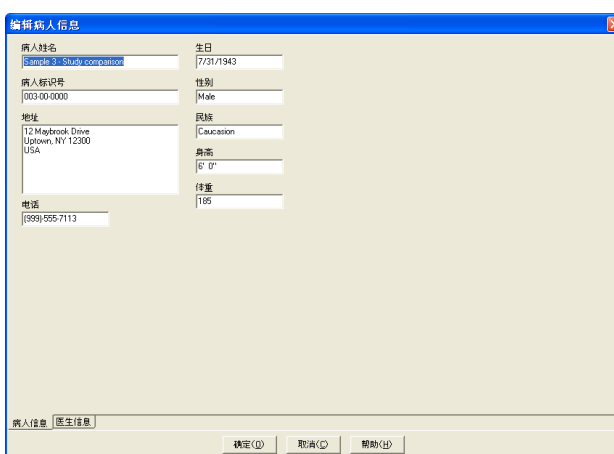 编辑病人信息
病人姓名
Sample 3 - Study comparison
病人标识号
003-00-0000
地址
12 Maybrook Drive
Uptown, NY 12300
USA
电话
(999)-555-7113
生日
7/31/1943
性别
Male
民族
Caucasion
身高
6' 0"
体重
185
病人信息 医生信息
确定(O) 取消(C) 帮助(H)